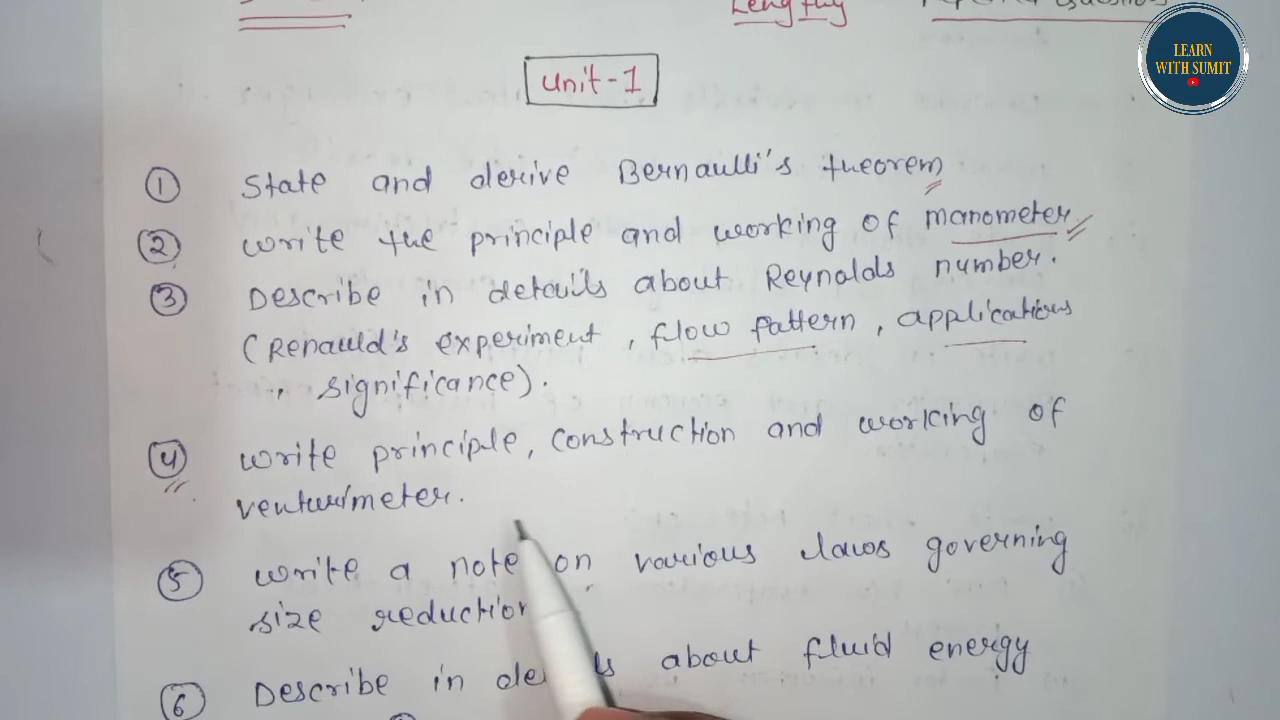 Lengthy
LEARN
WITH SUMIT
Unit-1
① State and derive Bernaulli's theorem
② Write the principle and working of manometer.
③ Describe in details about Reynolds number.
(Renauld's experiment, flow pattern, applications
, significance).
④ Write principle, construction and working of
venturimeter.
⑤ Write a note on various laws governing
size reduction
⑥ Describe in about fluid energy